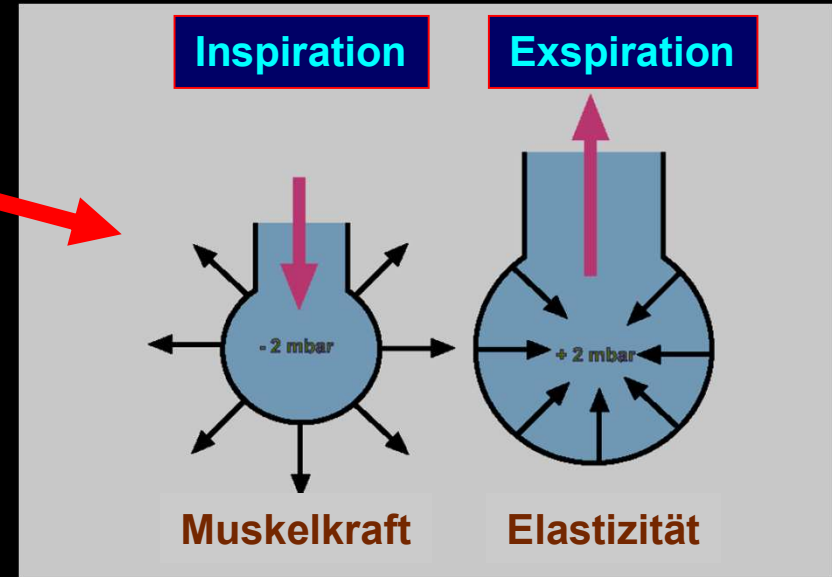 Inspiration
Exspiration
- 2 mbar
+ 2 mbar
Muskelkraft
Elastizität